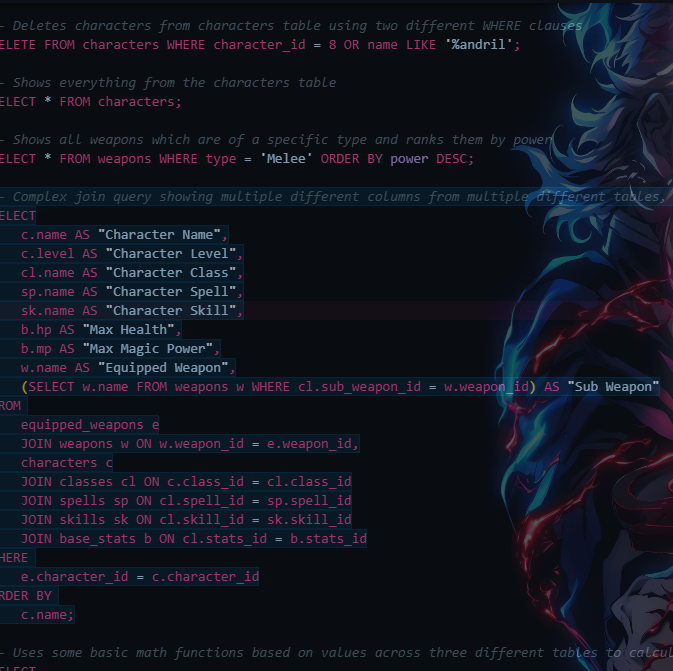 - Deletes characters from characters table using two different WHERE clauses
ELETE FROM characters WHERE character_id = 8 OR name LIKE '%andril';
- Shows everything from the characters table
ELECT * FROM characters;
- Shows all weapons which are of a specific type and ranks them by power
ELECT * FROM weapons WHERE type = 'Melee' ORDER BY power DESC;
- Complex join query showing multiple different columns from multiple different tables,
SELECT
c.name AS "Character Name",
c.level AS "Character Level",
cl.name AS "Character Class",
sp.name AS "Character Spell",
sk.name AS "Character Skill",
b.hp AS "Max Health",
b.mp AS "Max Magic Power",
w.name AS "Equipped Weapon",
(SELECT w.name FROM weapons w WHERE cl.sub_weapon_id = w.weapon_id) AS "Sub Weapon"
ROM
equipped_weapons e
JOIN weapons w ON w.weapon_id = e.weapon_id,
characters c
JOIN classes cl ON c.class_id = cl.class_id
JOIN spells sp ON cl.spell_id = sp.spell_id
JOIN skills sk ON cl.skill_id = sk.skill_id
JOIN base_stats b ON cl.stats_id = b.stats_id
HERE
e.character_id = c.character_id
RDER BY
c.name;
- Uses some basic math functions based on values across three different tables to calcul
ELECT